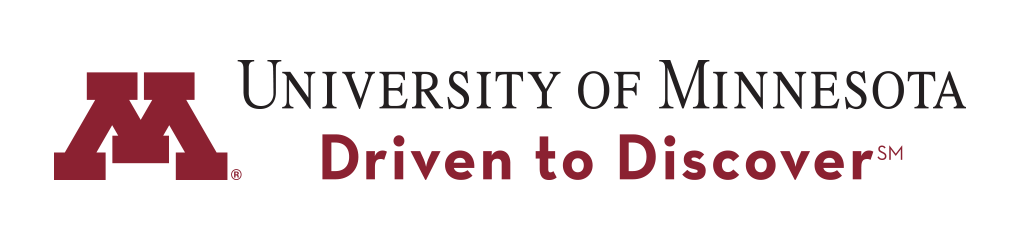 M®
University of Minnesota
Driven to Discover℠